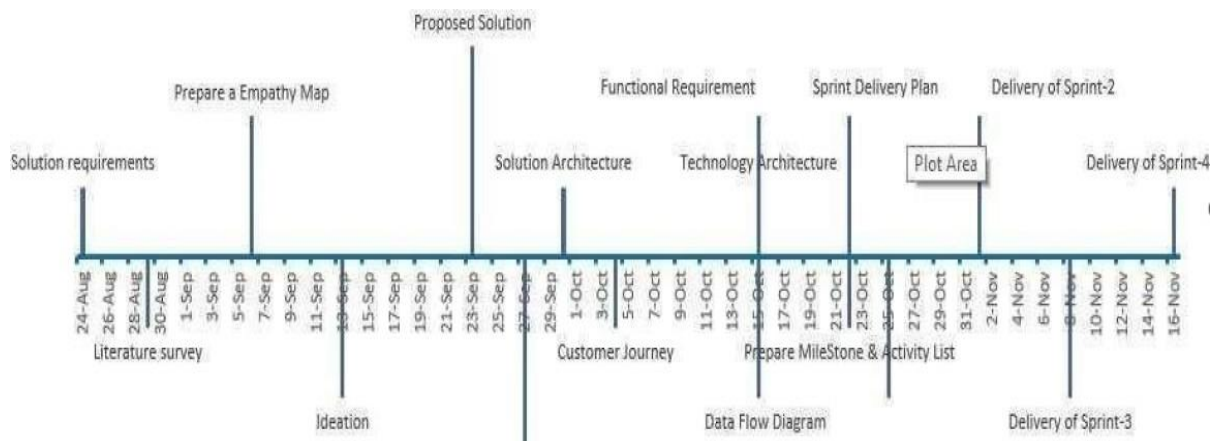 Proposed Solution
Functional Requirement
Sprint Delivery Plan
Delivery of Sprint-2
Prepare a Empathy Map
Solution requirements
Solution Architecture
Technology Architecture
Plot Area
Delivery of Sprint-4
24-Aug
26-Aug
28-Aug
30-Aug
1-Sep
3-Sep
5-Sep
7-Sep
9-Sep
11-Sep
13-Sep
15-Sep
17-Sep
19-Sep
21-Sep
23-Sep
25-Sep
27-Sep
29-Sep
1-Oct
3-Oct
5-Oct
7-Oct
9-Oct
11-Oct
13-Oct
15-Oct
17-Oct
19-Oct
21-Oct
23-Oct
25-Oct
27-Oct
29-Oct
31-Oct
2-Nov
4-Nov
6-Nov
8-Nov
10-Nov
12-Nov
14-Nov
16-Nov
Literature survey
Customer Journey
Prepare MileStone & Activity List
Ideation
Data Flow Diagram
Delivery of Sprint-3